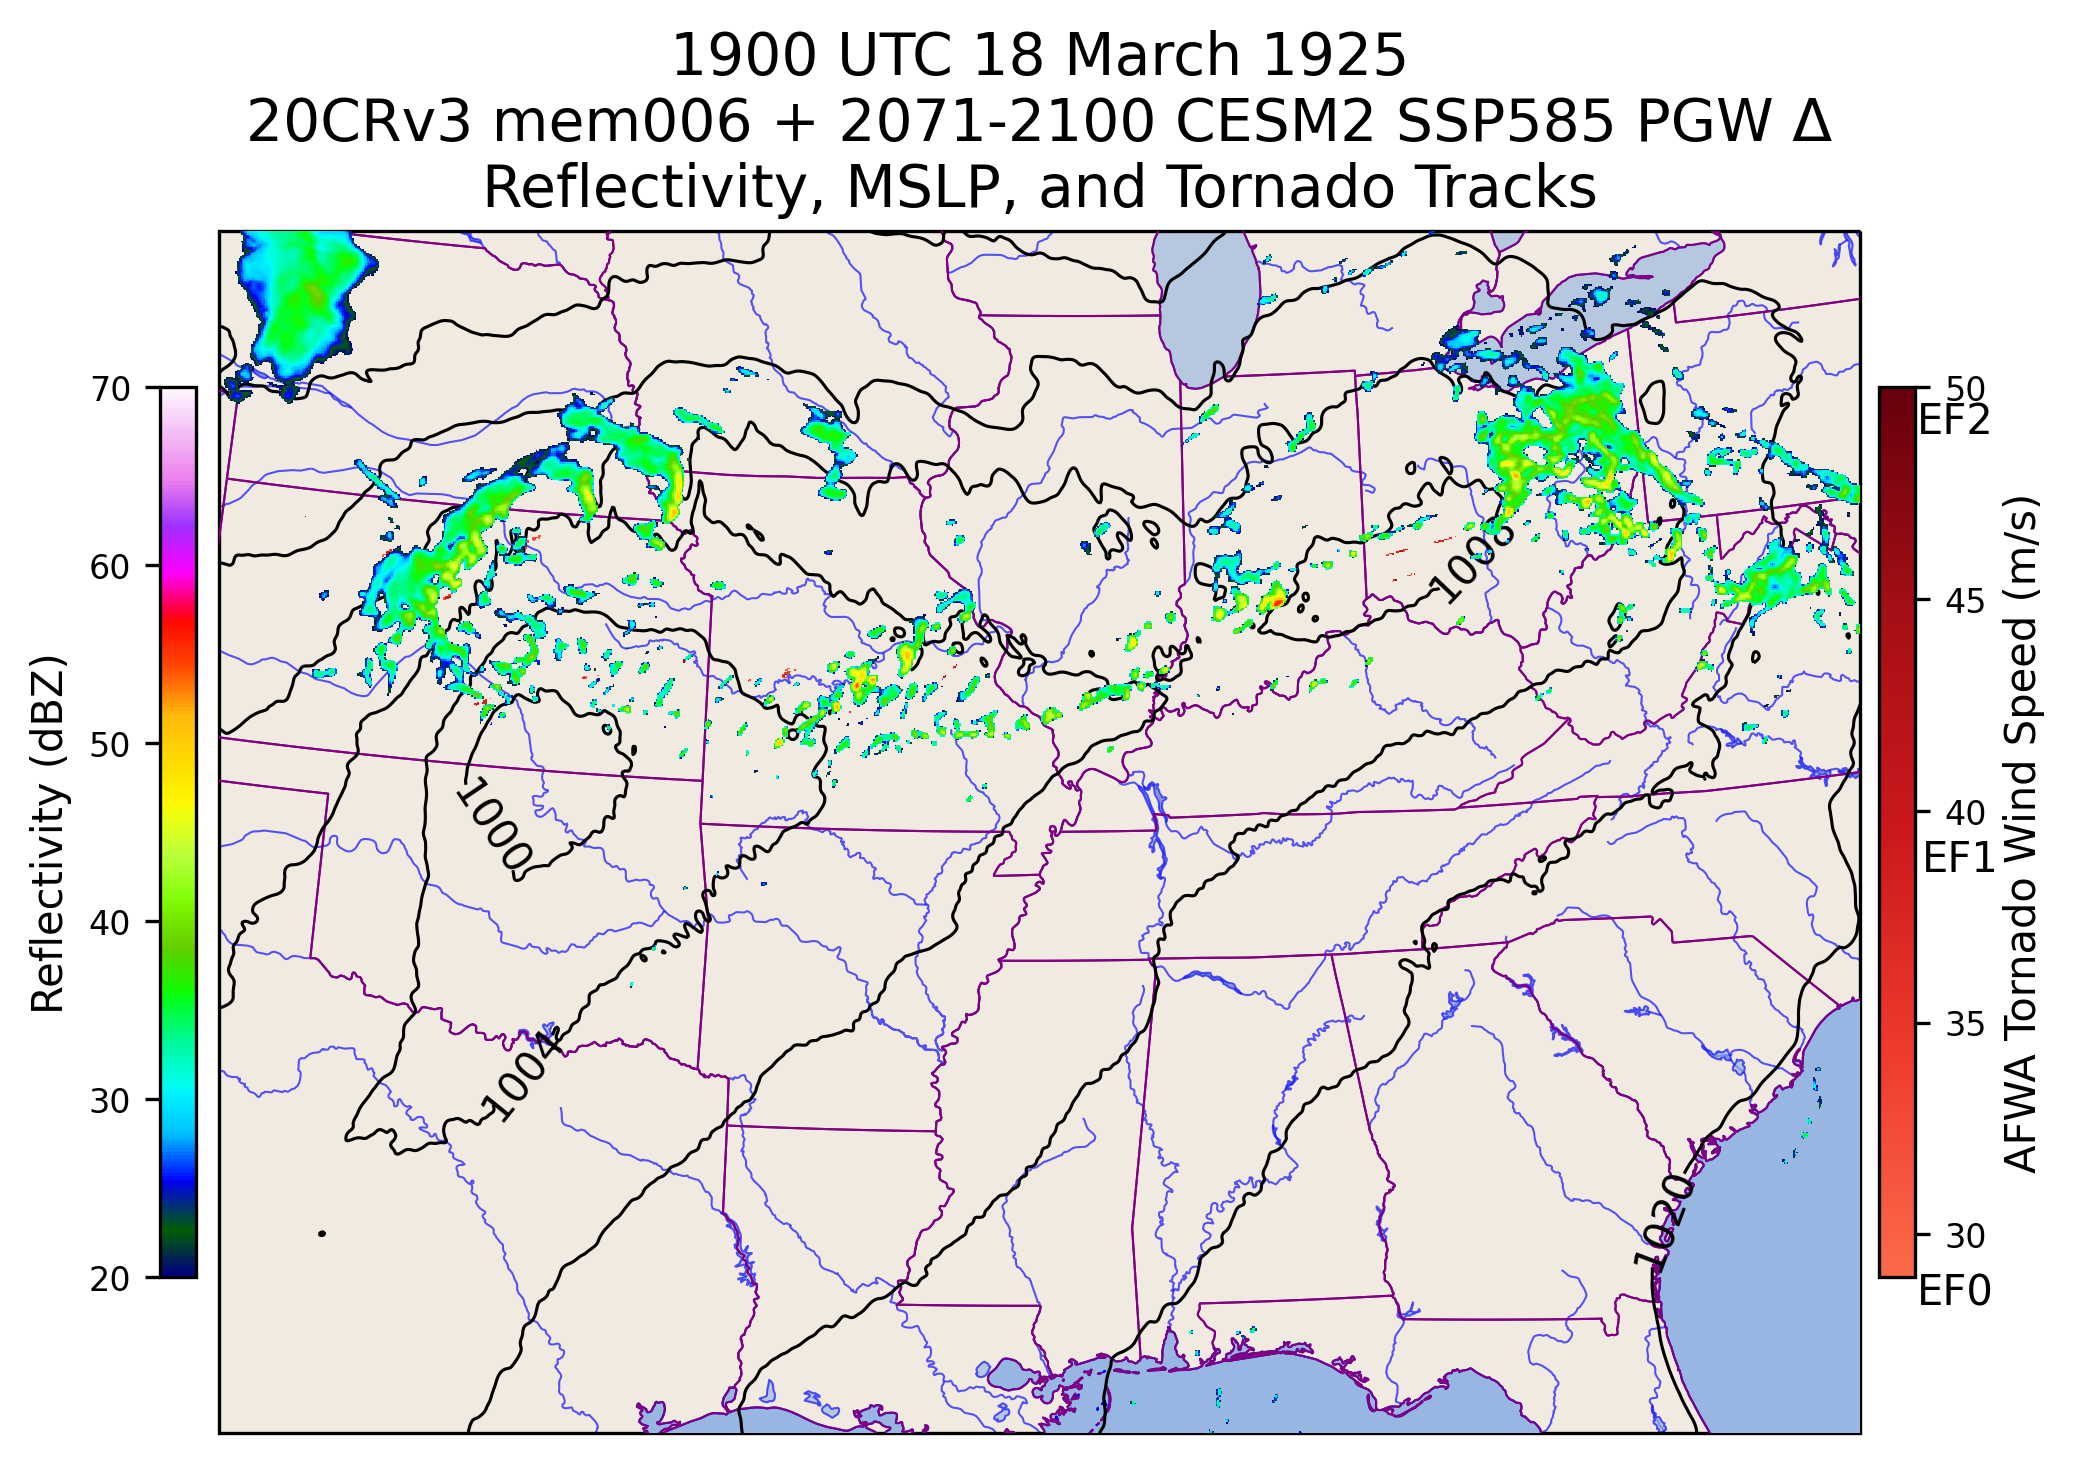 1900 UTC 18 March 1925
20CRv3 mem006 + 2071-2100 CESM2 SSP585 PGW Δ
Reflectivity, MSLP, and Tornado Tracks
70
60
50
40
30
20
Reflectivity (dBZ)
1000
1004
1008
1020
50
EF2
45
40
EF1
35
30
EF0
AFWA Tornado Wind Speed (m/s)